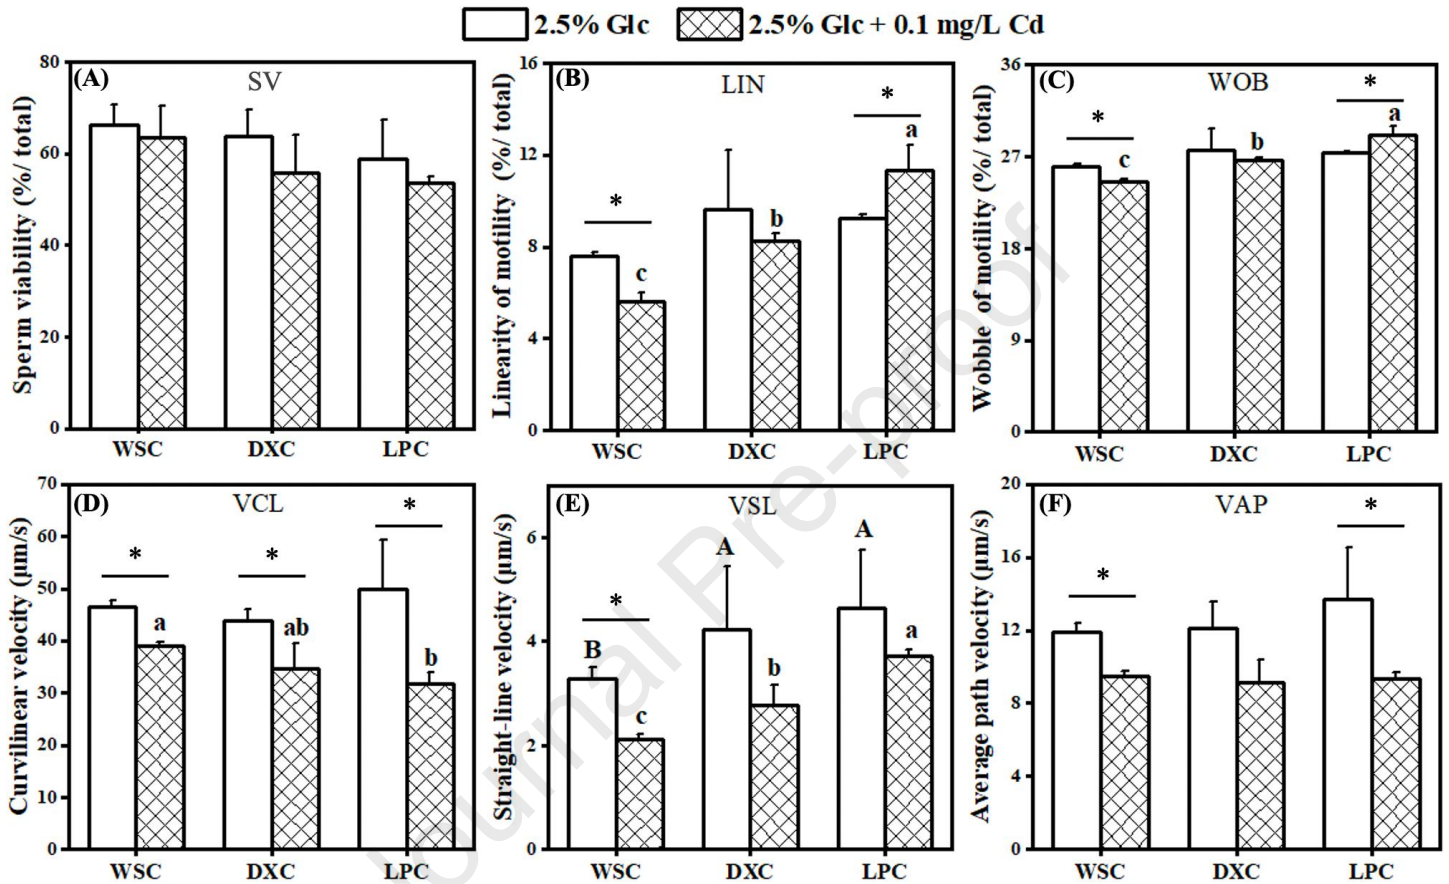 2.5% Glc 2.5% Glc + 0.1 mg/L Cd
(A) SV
Sperm viability (%/ total)
80
60
40
20
0
WSC DXC LPC
(B) LIN
Linearity of motility (%/ total)
16
12
8
4
0
* *
c b a
WSC DXC LPC
(C) WOB
Wobble of motility (%/ total)
36
27
18
9
0
* *
c b a
WSC DXC LPC
(D) VCL
Curvilinear velocity (μm/s)
70
60
50
40
30
20
10
0
* * *
a ab b
WSC DXC LPC
(E) VSL
Straight-line velocity (μm/s)
6
4
2
0
*
B c A b A a
WSC DXC LPC
(F) VAP
Average path velocity (μm/s)
20
16
12
8
4
0
* *
WSC DXC LPC
Journal Pre-proof